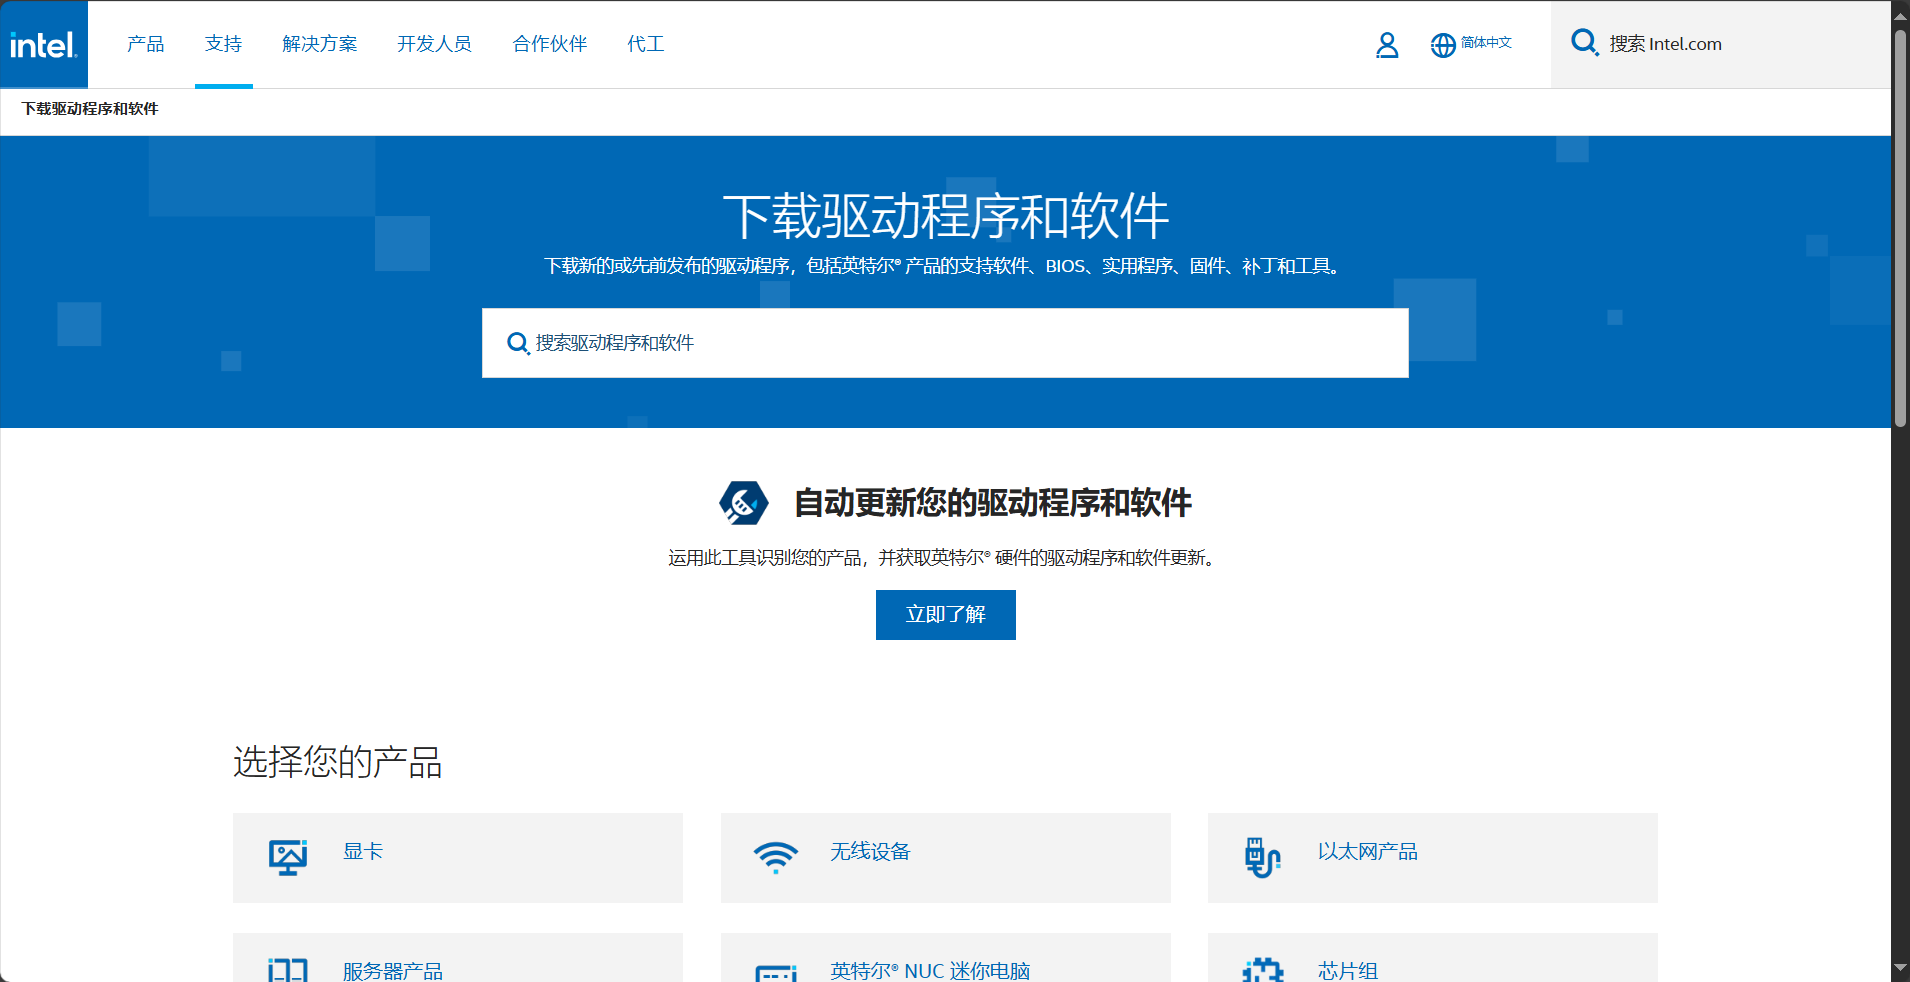 intel.
产品 支持 解决方案 开发人员 合作伙伴 代工 简体中文 搜索 Intel.com
下载驱动程序和软件
下载驱动程序和软件
下载新的或先前发布的驱动程序，包括英特尔® 产品的支持软件、BIOS、实用程序、固件、补丁和工具。
搜索驱动程序和软件
自动更新您的驱动程序和软件
运用此工具识别您的产品，并获取英特尔® 硬件的驱动程序和软件更新。
立即了解
选择您的产品
显卡 无线设备 以太网产品
服务器产品 英特尔® NUC 迷你电脑 芯片组